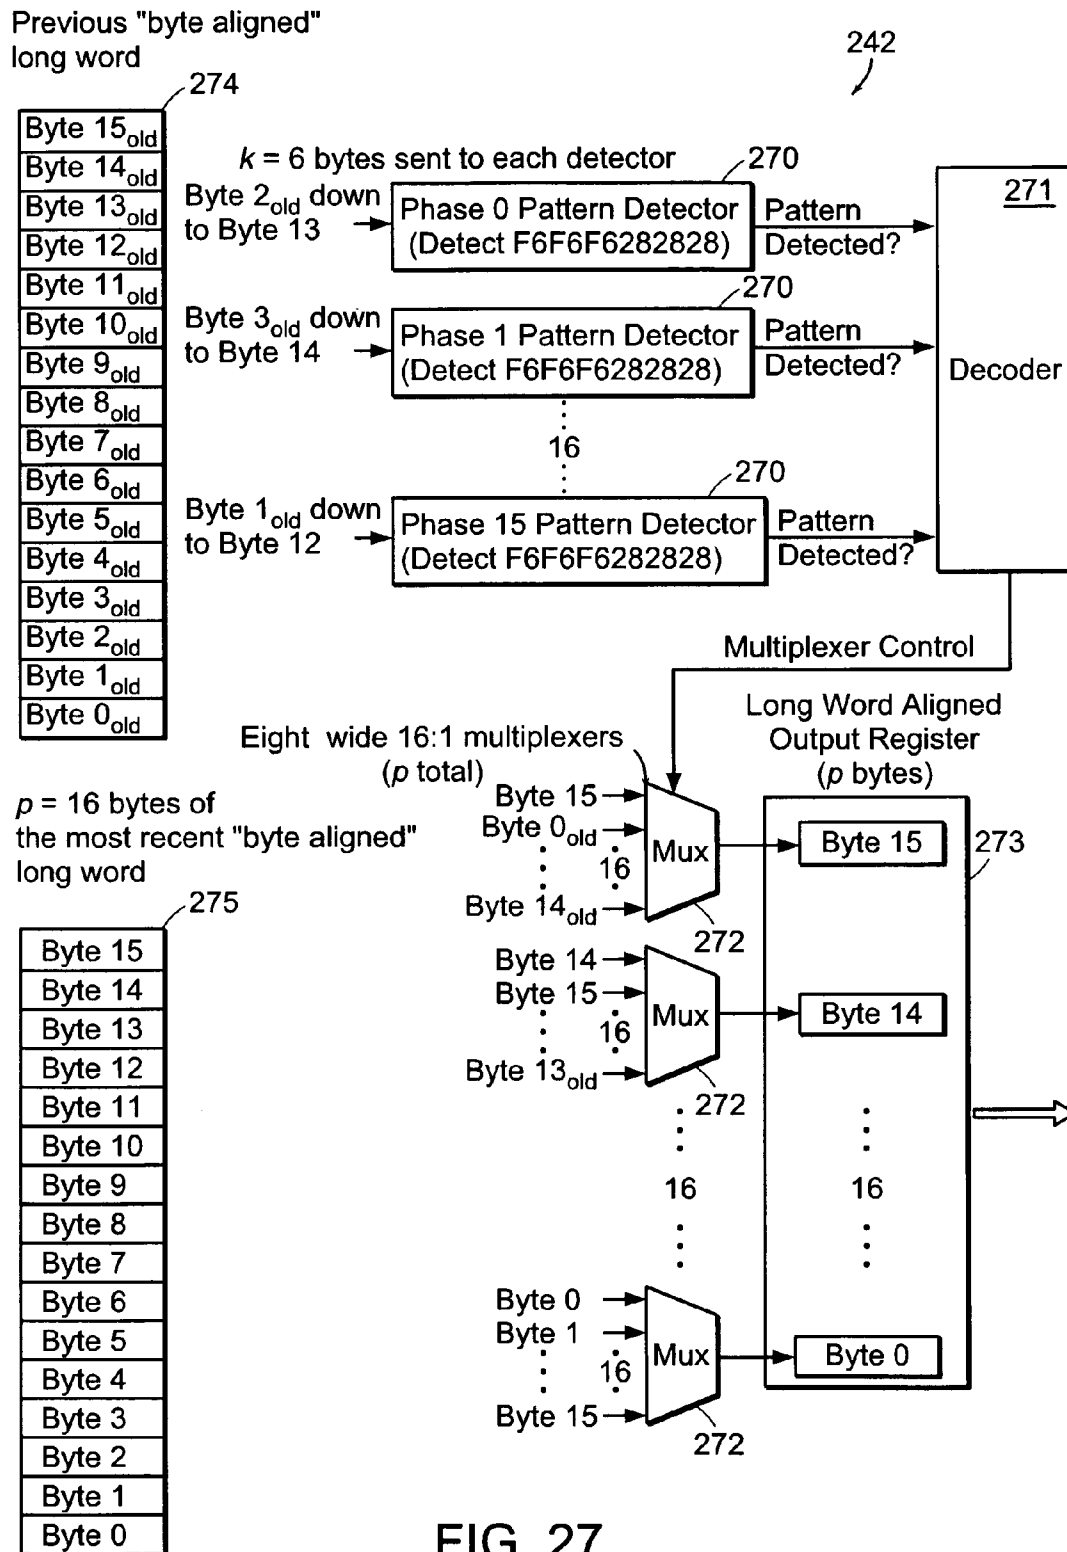 Previous "byte aligned"
long word
242
274
Byte 15old
Byte 14old
Byte 13old
Byte 12old
Byte 11old
Byte 10old
Byte 9old
Byte 8old
Byte 7old
Byte 6old
Byte 5old
Byte 4old
Byte 3old
Byte 2old
Byte 1old
Byte 0old
k = 6 bytes sent to each detector
270
Byte 2old down
to Byte 13
Phase 0 Pattern Detector
(Detect F6F6F6282828)
Pattern
Detected?
270
Byte 3old down
to Byte 14
Phase 1 Pattern Detector
(Detect F6F6F6282828)
Pattern
Detected?
16
270
Byte 1old down
to Byte 12
Phase 15 Pattern Detector
(Detect F6F6F6282828)
Pattern
Detected?
271
Decoder
Multiplexer Control
Eight wide 16:1 multiplexers
(p total)
Long Word Aligned
Output Register
(p bytes)
p = 16 bytes of
the most recent "byte aligned"
long word
275
Byte 15
Byte 14
Byte 13
Byte 12
Byte 11
Byte 10
Byte 9
Byte 8
Byte 7
Byte 6
Byte 5
Byte 4
Byte 3
Byte 2
Byte 1
Byte 0
Byte 15
Byte 0old
16
Byte 14old
Mux
272
Byte 15
273
Byte 14
Byte 15
16
Byte 13old
Mux
272
Byte 14
16
16
Byte 0
Byte 1
16
Byte 15
Mux
272
Byte 0
FIG. 27